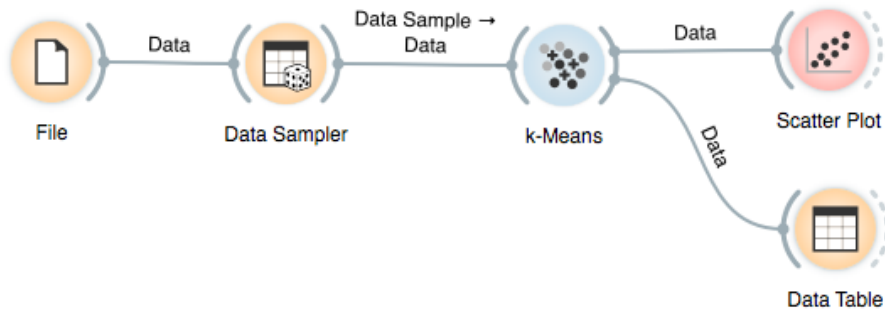 Data
Data Sample →
Data
Data
File
Data Sampler
k-Means
Scatter Plot
Data
Data Table